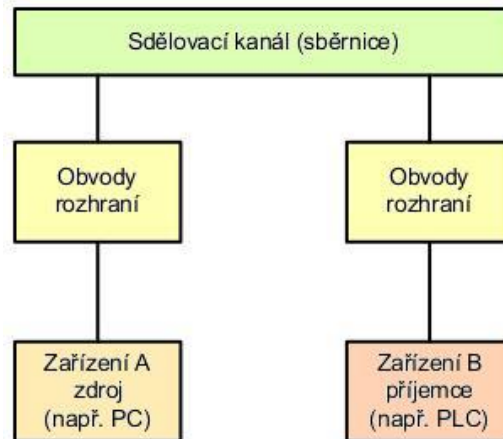 Sdělovací kanál (sběrnice)
Obvody
rozhraní
Obvody
rozhraní
Zařízení A
zdroj
(např. PC)
Zařízení B
příjemce
(např. PLC)